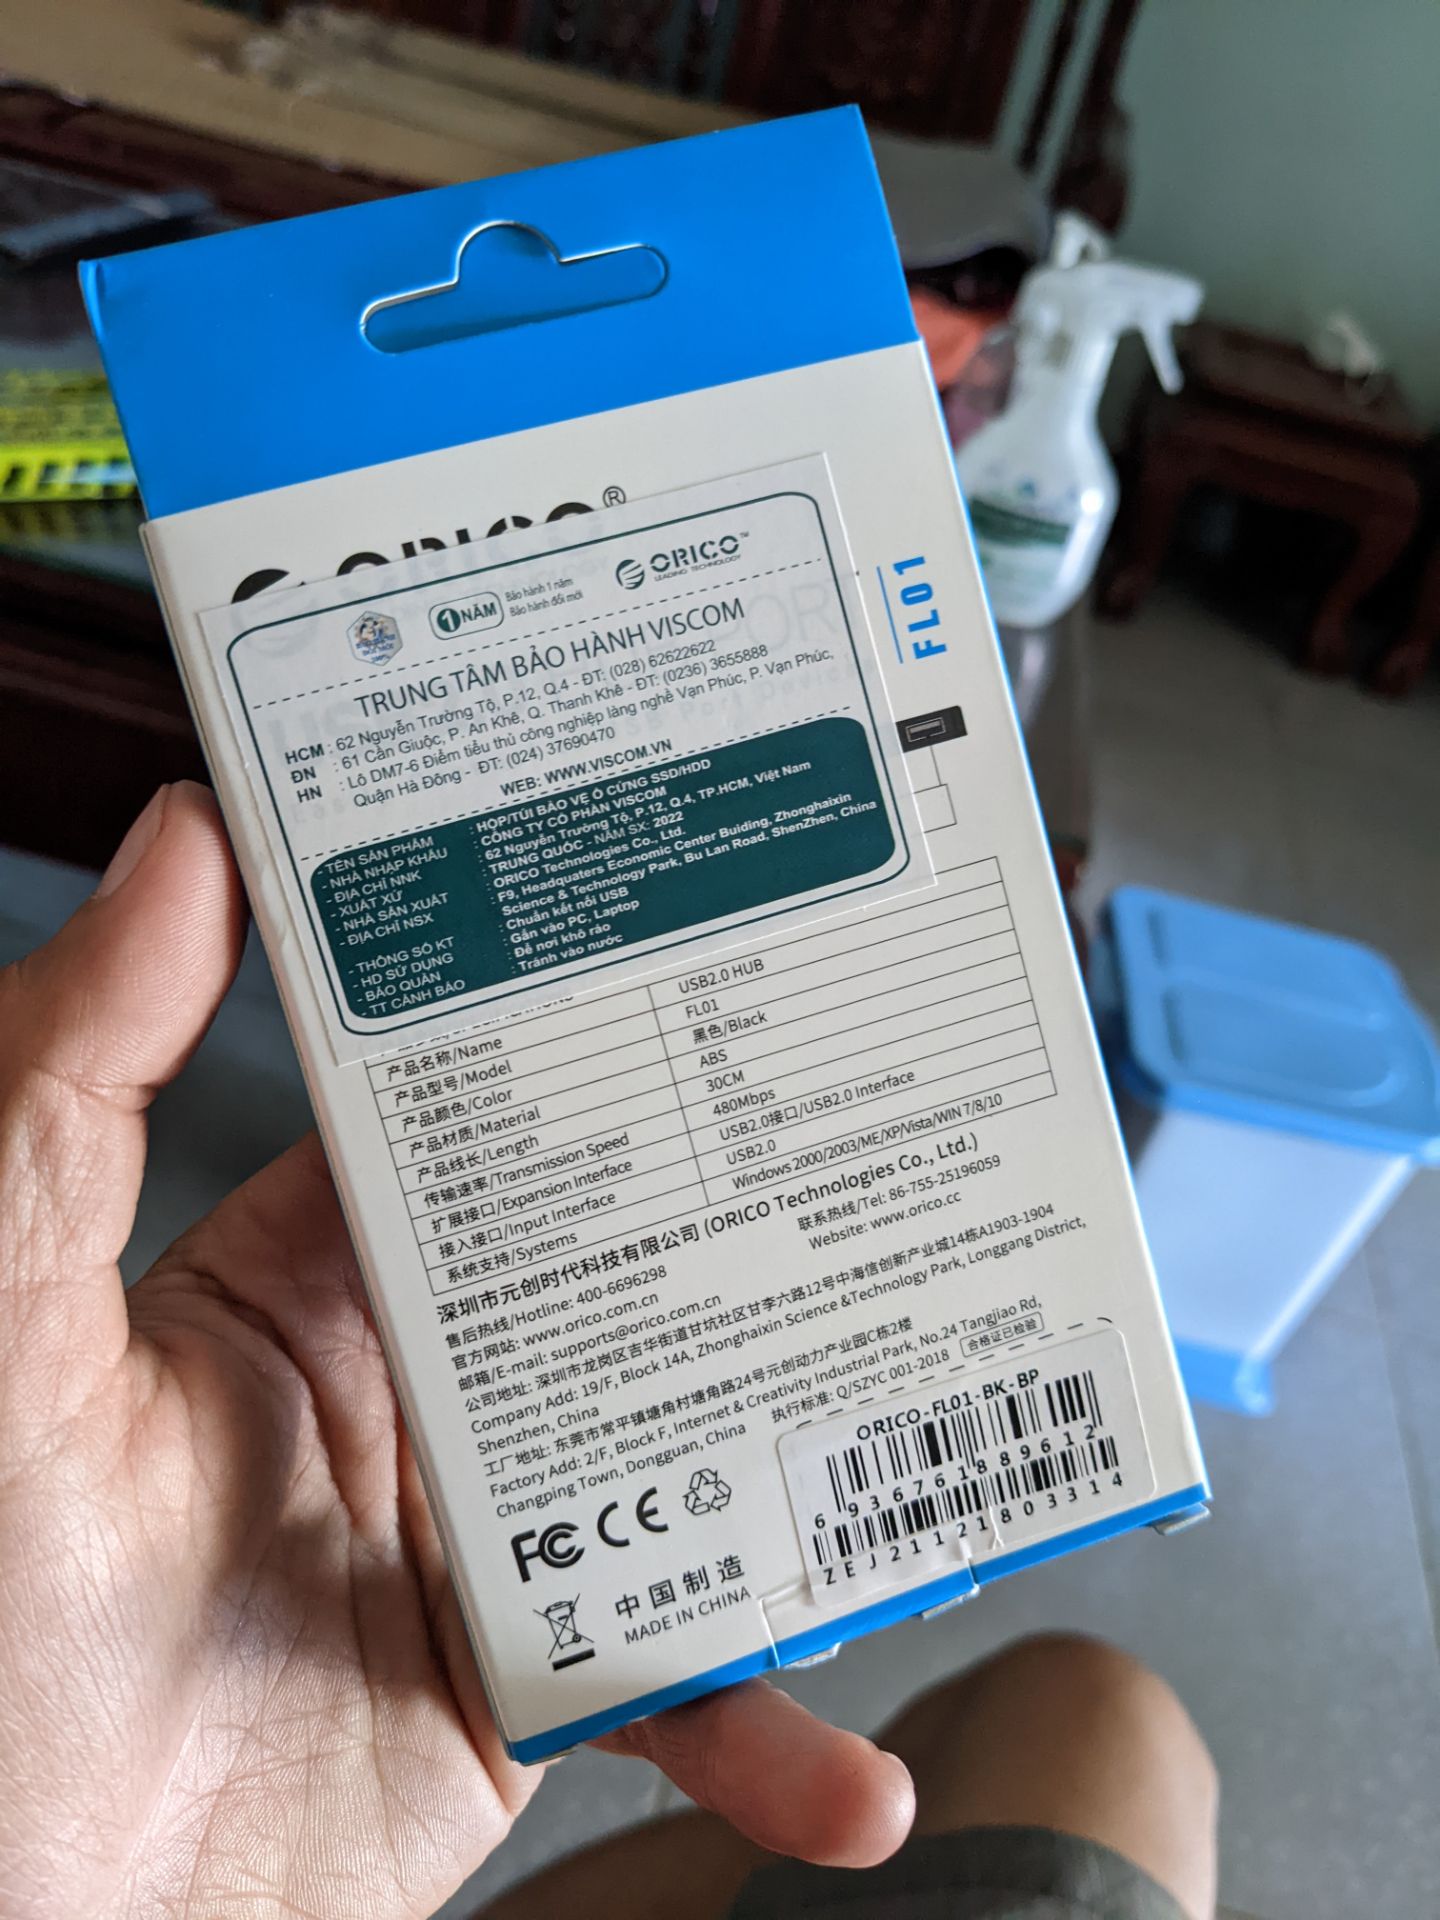 ORICO®
1 NĂM
Bảo hành 1 năm
Bảo hành đổi mới
ORICO™
LEADING TECHNOLOGY
TRUNG TÂM BẢO HÀNH VISCOM
HCM : 62 Nguyễn Trường Tộ, P.12, Q.4 - ĐT: (028) 62622622
ĐN : 61 Cần Giuộc, P. An Khê, Q. Thanh Khê - ĐT: (0236) 3655888
HN : Lô DM7-6 Điểm tiểu thủ công nghiệp làng nghề Vạn Phúc, P. Vạn Phúc,
Quận Hà Đông - ĐT: (024) 37690470
WEB: WWW.VISCOM.VN
- TÊN SẢN PHẨM : HỘP/TÚI BẢO VỆ Ổ CỨNG SSD/HDD
- NHÀ NHẬP KHẨU : CÔNG TY CỔ PHẦN VISCOM
- ĐỊA CHỈ NNK : 62 Nguyễn Trường Tộ, P.12, Q.4, TP.HCM, Việt Nam
- XUẤT XỨ : TRUNG QUỐC - NĂM SX: 2022
- NHÀ SẢN XUẤT : ORICO Technologies Co., Ltd.
- ĐỊA CHỈ NSX : F9, Headquaters Economic Center Buiding, Zhonghaixin
Science & Technology Park, Bu Lan Road, ShenZhen, China
- THÔNG SỐ KT : Chuẩn kết nối USB
- HD SỬ DỤNG : Gắn vào PC, Laptop
- BẢO QUẢN : Để nơi khô ráo
- TT CẢNH BÁO : Tránh vào nước
FL01
产品名称/Name USB2.0 HUB
产品型号/Model FL01
产品颜色/Color 黑色/Black
产品材质/Material ABS
产品线长/Length 30CM
传输速率/Transmission Speed 480Mbps
扩展接口/Expansion Interface USB2.0接口/USB2.0 Interface
接入接口/Input Interface USB2.0
系统支持/Systems Windows 2000/2003/ME/XP/Vista/WIN 7/8/10
深圳市元创时代科技有限公司 (ORICO Technologies Co., Ltd.)
售后热线/Hotline: 400-6696298 联系热线/Tel: 86-755-25196059
官方网站: www.orico.com.cn Website: www.orico.cc
邮箱/E-mail: supports@orico.com.cn
公司地址: 深圳市龙岗区吉华街道甘坑社区甘李六路12号中海信创新产业城14栋A1903-1904
Company Add: 19/F, Block 14A, Zhonghaixin Science &Technology Park, Longgang District,
Shenzhen, China
工厂地址: 东莞市常平镇塘角村塘角路24号元创动力产业园C栋2楼
Factory Add: 2/F, Block F, Internet & Creativity Industrial Park, No.24 Tangjiao Rd,
Changping Town, Dongguan, China
执行标准: Q/SZYC 001-2018 合格证已检验
FC CE
中国制造
MADE IN CHINA
ORICO-FL01-BK-BP
6936761889612
ZEJ21121803314